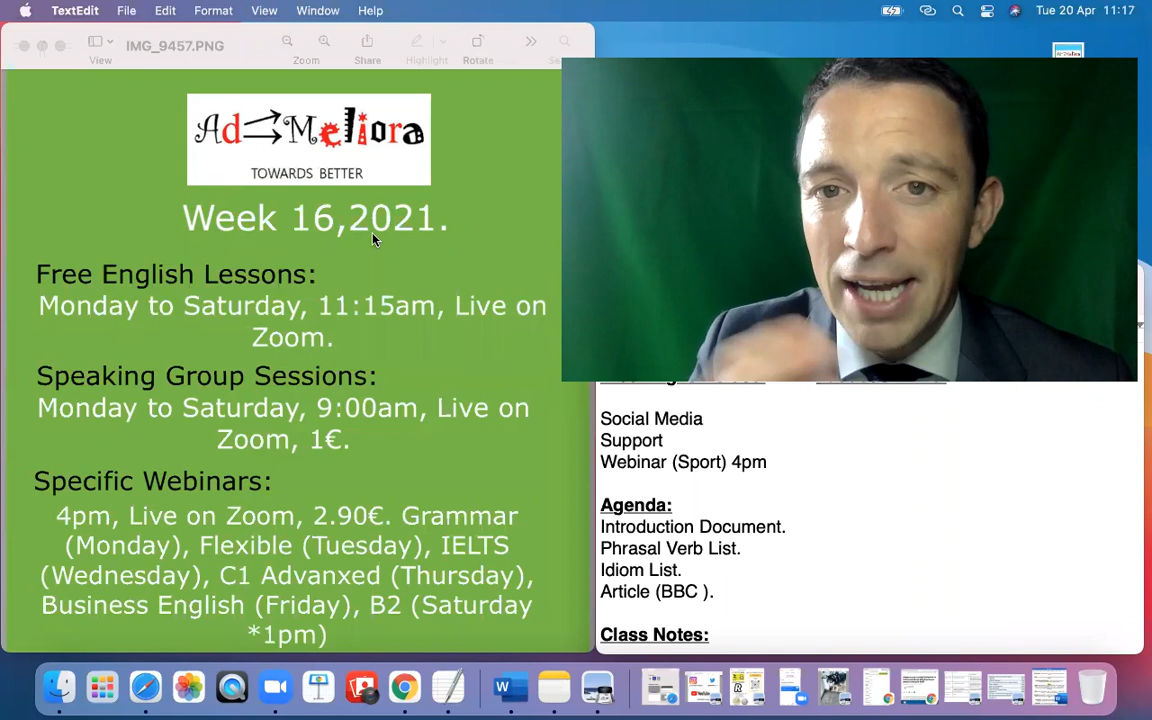 TextEdit File Edit Format View Window Help Tue 20 Apr 11:17
IMG_9457.PNG
View Zoom Share Highlight Rotate
Ad Meliora
TOWARDS BETTER
Week 16,2021.
Free English Lessons:
Monday to Saturday, 11:15am, Live on
Zoom.
Speaking Group Sessions:
Monday to Saturday, 9:00am, Live on
Zoom, 1€.
Specific Webinars:
4pm, Live on Zoom, 2.90€. Grammar
(Monday), Flexible (Tuesday), IELTS
(Wednesday), C1 Advanxed (Thursday),
Business English (Friday), B2 (Saturday
*1pm)
Social Media
Support
Webinar (Sport) 4pm
Agenda:
Introduction Document.
Phrasal Verb List.
Idiom List.
Article (BBC ).
Class Notes: